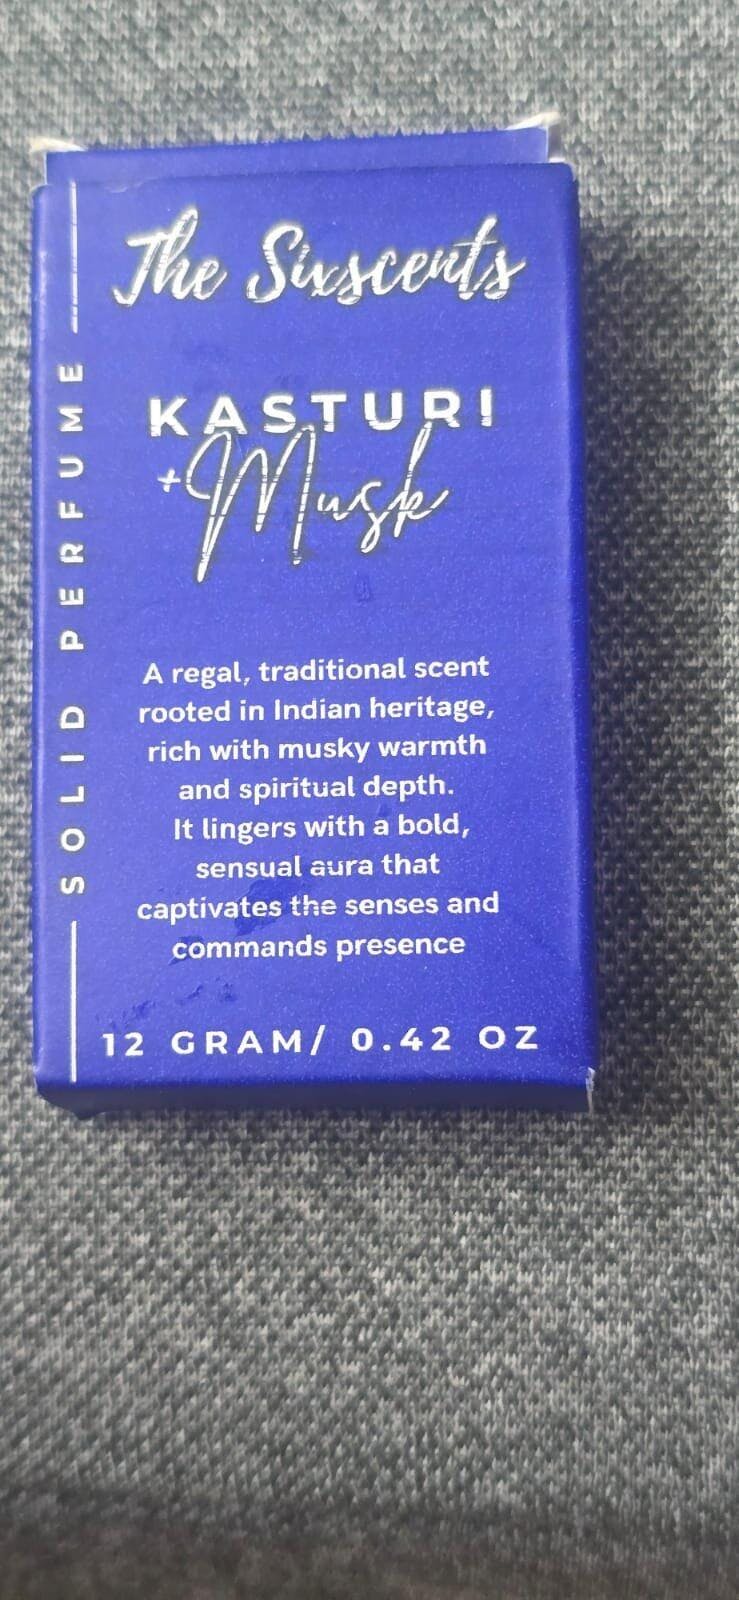 The Sixscents
KASTURI
+Musk
SOLID PERFUME
A regal, traditional scent
rooted in Indian heritage,
rich with musky warmth
and spiritual depth.
It lingers with a bold,
sensual aura that
captivates the senses and
commands presence
12 GRAM/ 0.42 OZ